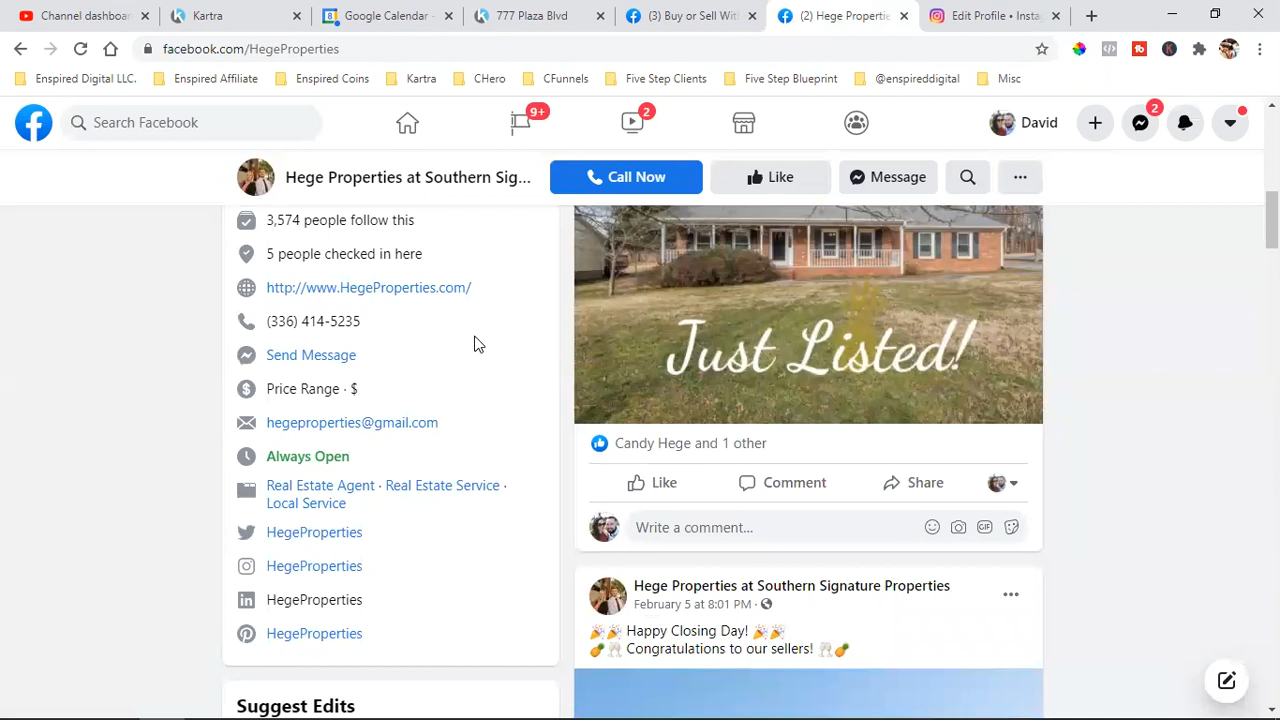 Channel dashboard
Kartra
Google Calendar -
777 Plaza Blvd
(3) Buy or Sell With
(2) Hege Propertie
Edit Profile • Insta
facebook.com/HegeProperties
Enspired Digital LLC.
Enspired Affiliate
Enspired Coins
Kartra
CHero
CFunnels
Five Step Clients
Five Step Blueprint
@enspireddigital
Misc
Search Facebook
9+
2
David
2
Hege Properties at Southern Sig...
Call Now
Like
Message
3,574 people follow this
5 people checked in here
http://www.HegeProperties.com/
(336) 414-5235
Send Message
Price Range · $
hegeproperties@gmail.com
Always Open
Real Estate Agent · Real Estate Service ·
Local Service
HegeProperties
HegeProperties
HegeProperties
HegeProperties
Suggest Edits
Just Listed!
Candy Hege and 1 other
Like
Comment
Share
Write a comment...
GIF
Hege Properties at Southern Signature Properties
February 5 at 8:01 PM ·
🎉🎉 Happy Closing Day! 🎉🎉
🍍🥂 Congratulations to our sellers! 🥂🍍